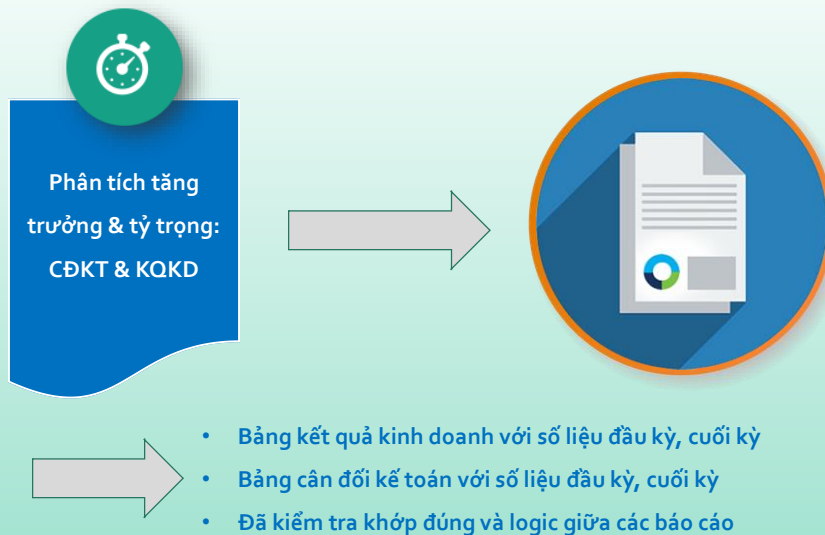 Phân tích tăng
trưởng & tỷ trọng:
CĐKT & KQKD
• Bảng kết quả kinh doanh với số liệu đầu kỳ, cuối kỳ
• Bảng cân đối kế toán với số liệu đầu kỳ, cuối kỳ
• Đã kiểm tra khớp đúng và logic giữa các báo cáo